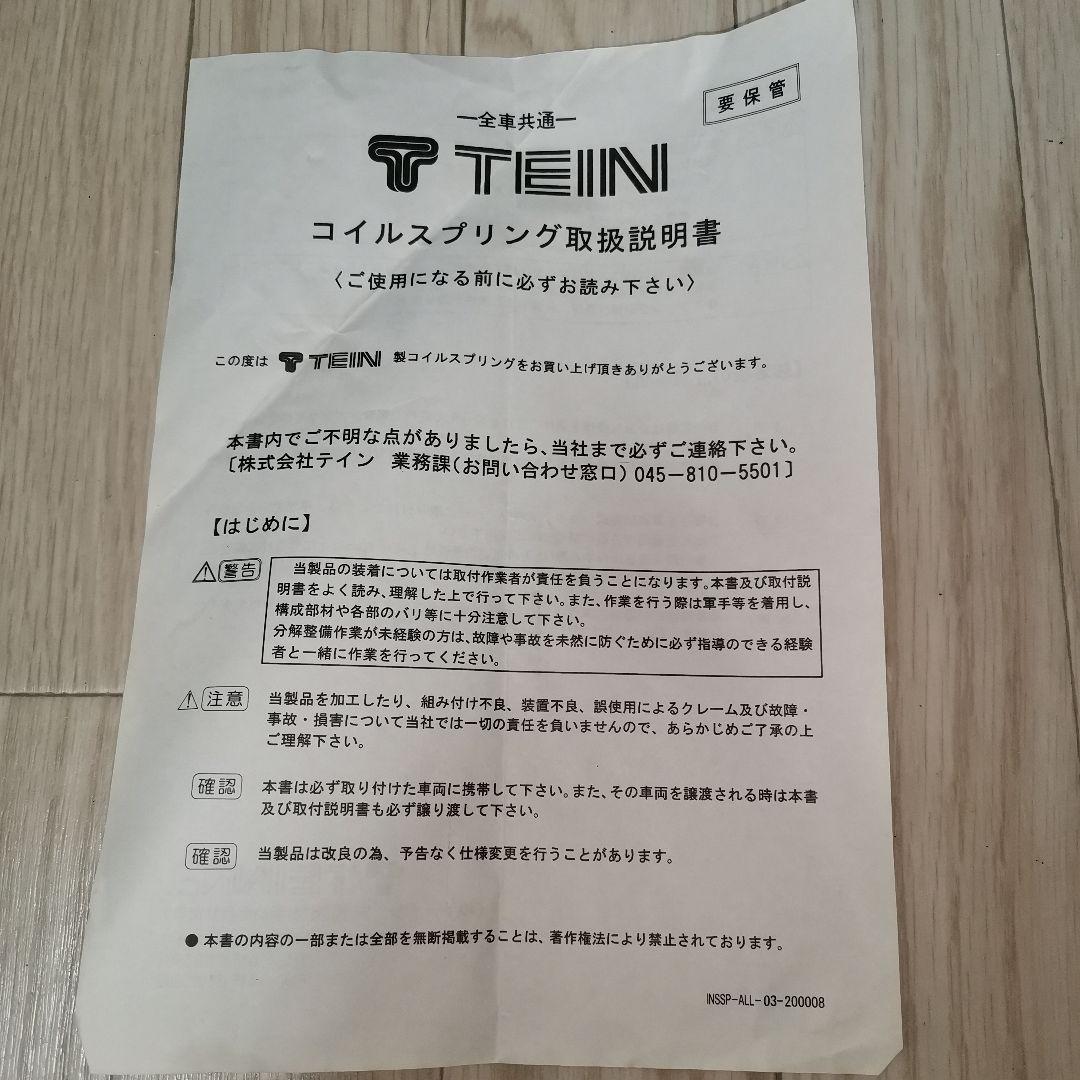 要保管
―全車共通―
TEIN
コイルスプリング取扱説明書
〈ご使用になる前に必ずお読み下さい〉
この度は TEIN 製コイルスプリングをお買い上げ頂きありがとうございます。
本書内でご不明な点がありましたら、当社まで必ずご連絡下さい。
〔株式会社テイン 業務課(お問い合わせ窓口) 045-810-5501〕
【はじめに】
警告 当製品の装着については取付作業者が責任を負うことになります。本書及び取付説
明書をよく読み、理解した上で行って下さい。また、作業を行う際は軍手等を着用し、
構成部材や各部のバリ等に十分注意して下さい。
分解整備作業が未経験の方は、故障や事故を未然に防ぐために必ず指導のできる経験
者と一緒に作業を行ってください。
注意 当製品を加工したり、組み付け不良、装置不良、誤使用によるクレーム及び故障・
事故・損害について当社では一切の責任を負いませんので、あらかじめご了承の上
ご理解下さい。
確認 本書は必ず取り付けた車両に携帯して下さい。また、その車両を譲渡される時は本書
及び取付説明書も必ず譲り渡して下さい。
確認 当製品は改良の為、予告なく仕様変更を行うことがあります。
● 本書の内容の一部または全部を無断掲載することは、著作権法により禁止されております。
INSSP-ALL-03-200008